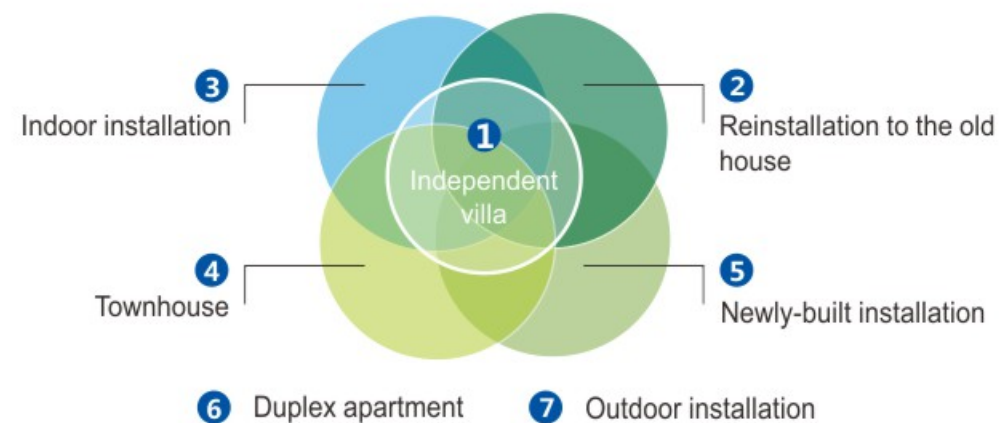 1
Independent
villa
2
Reinstallation to the old
house
3
Indoor installation
4
Townhouse
5
Newly-built installation
6 Duplex apartment
7 Outdoor installation